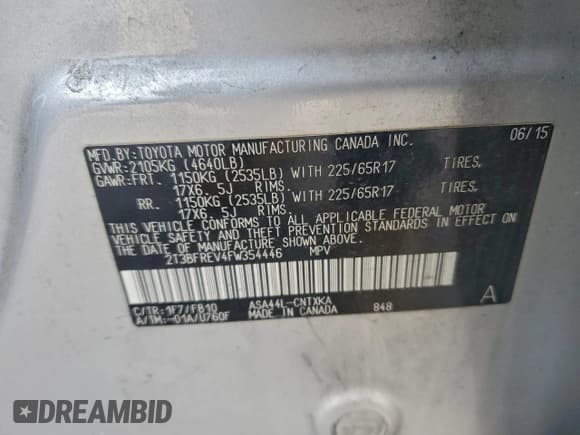 MFD.BY:TOYOTA MOTOR MANUFACTURING CANADA INC. 06/15
GVWR:2105KG (4640LB)
GAWR:FRT. 1150KG (2535LB) WITH 225/65R17 TIRES,
17X6. 5J RIMS.
RR. 1150KG (2535LB) WITH 225/65R17 TIRES,
17X6. 5J RIMS.
THIS VEHICLE CONFORMS TO ALL APPLICABLE FEDERAL MOTOR
VEHICLE SAFETY AND THEFT PREVENTION STANDARDS IN EFFECT ON
THE DATE OF MANUFACTURE SHOWN ABOVE.
2T3BFREV4FW354446 MPV
C/TR:1F7/FB10 ASA44L-CNTXKA A
A/TM:-01A/U760F MADE IN CANADA 848
DREAMBID